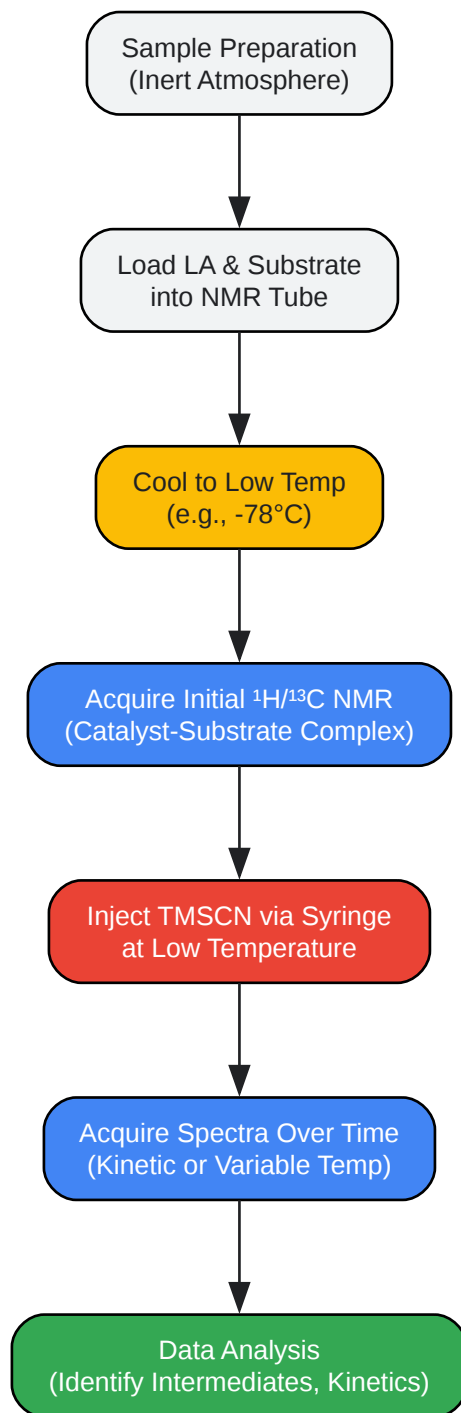 Sample Preparation
(Inert Atmosphere)
Load LA & Substrate
into NMR Tube
Cool to Low Temp
(e.g., -78°C)
Acquire Initial ¹H/¹³C NMR
(Catalyst-Substrate Complex)
Inject TMSCN via Syringe
at Low Temperature
Acquire Spectra Over Time
(Kinetic or Variable Temp)
Data Analysis
(Identify Intermediates, Kinetics)